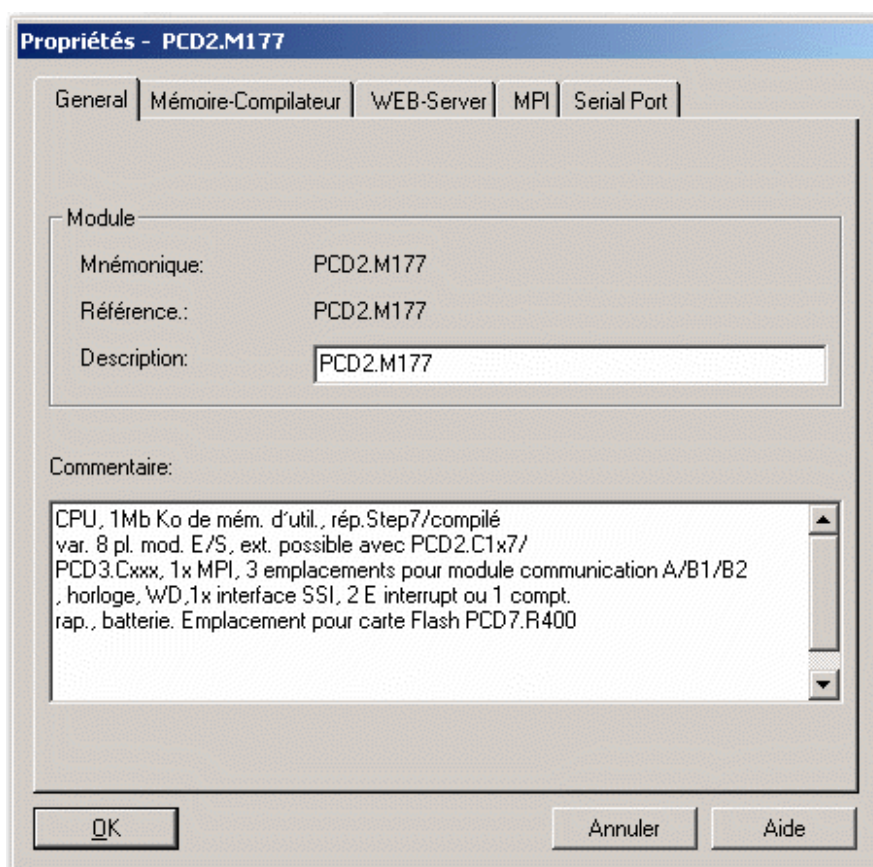 Propriétés - PCD2.M177
General Mémoire-Compilateur WEB-Server MPI Serial Port
Module
Mnémonique: PCD2.M177
Référence.: PCD2.M177
Description: PCD2.M177
Commentaire:
CPU, 1Mb Ko de mém. d'util., rép.Step7/compilé
var. 8 pl. mod. E/S, ext. possible avec PCD2.C1x7/
PCD3.Cxxx, 1x MPI, 3 emplacements pour module communication A/B1/B2
, horloge, WD,1x interface SSI, 2 E interrupt ou 1 compt.
rap., batterie. Emplacement pour carte Flash PCD7.R400
OK Annuler Aide